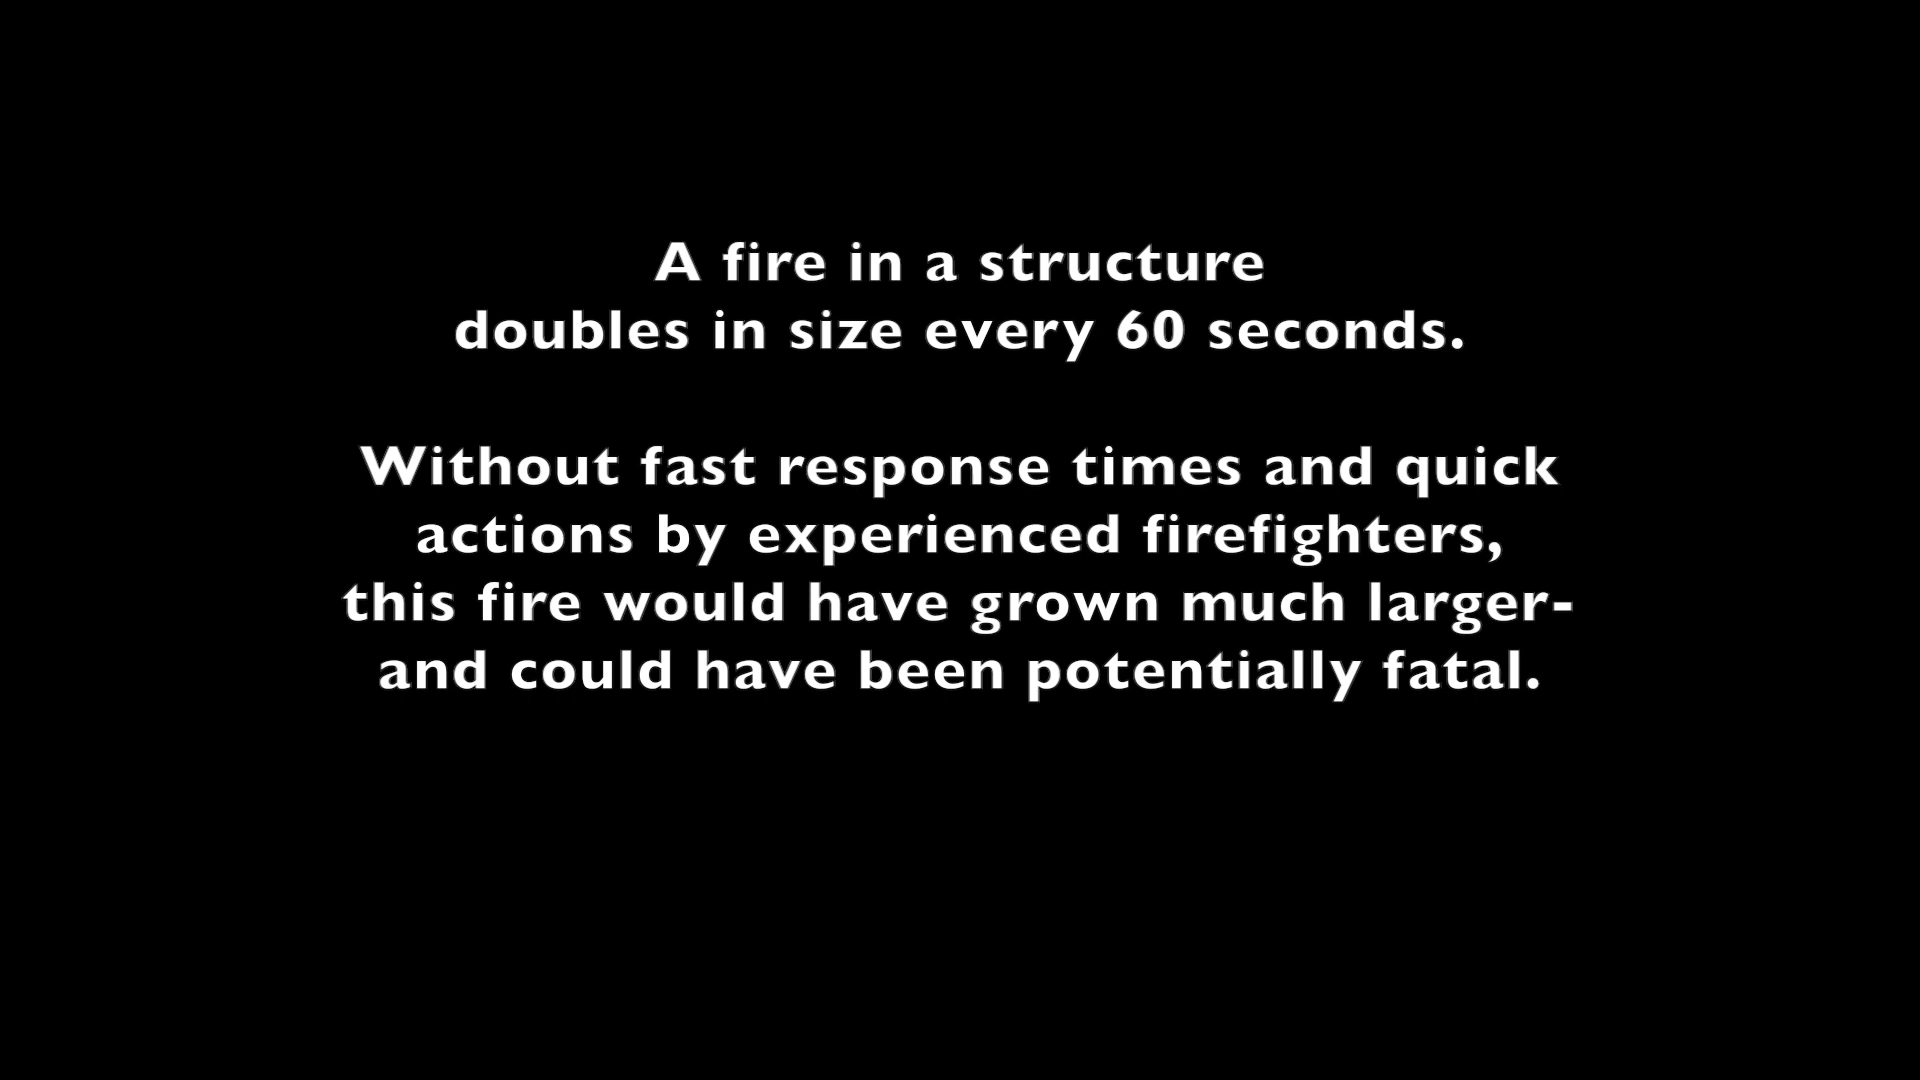 A fire in a structure
doubles in size every 60 seconds.
Without fast response times and quick
actions by experienced firefighters,
this fire would have grown much larger-
and could have been potentially fatal.